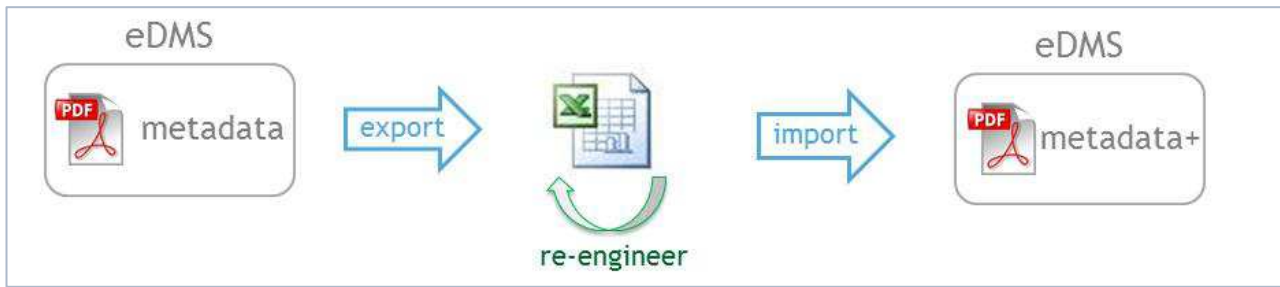 eDMS
PDF
metadata
export
import
eDMS
PDF
metadata+
re-engineer